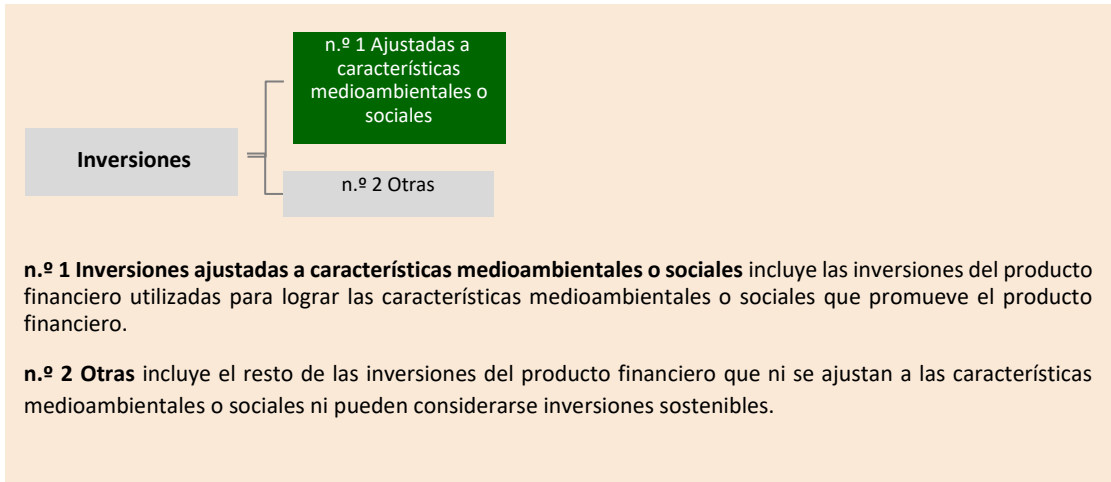 n.º 1 Ajustadas a
características
medioambientales o
sociales
Inversiones
n.º 2 Otras
n.º 1 Inversiones ajustadas a características medioambientales o sociales incluye las inversiones del producto
financiero utilizadas para lograr las características medioambientales o sociales que promueve el producto
financiero.
n.º 2 Otras incluye el resto de las inversiones del producto financiero que ni se ajustan a las características
medioambientales o sociales ni pueden considerarse inversiones sostenibles.